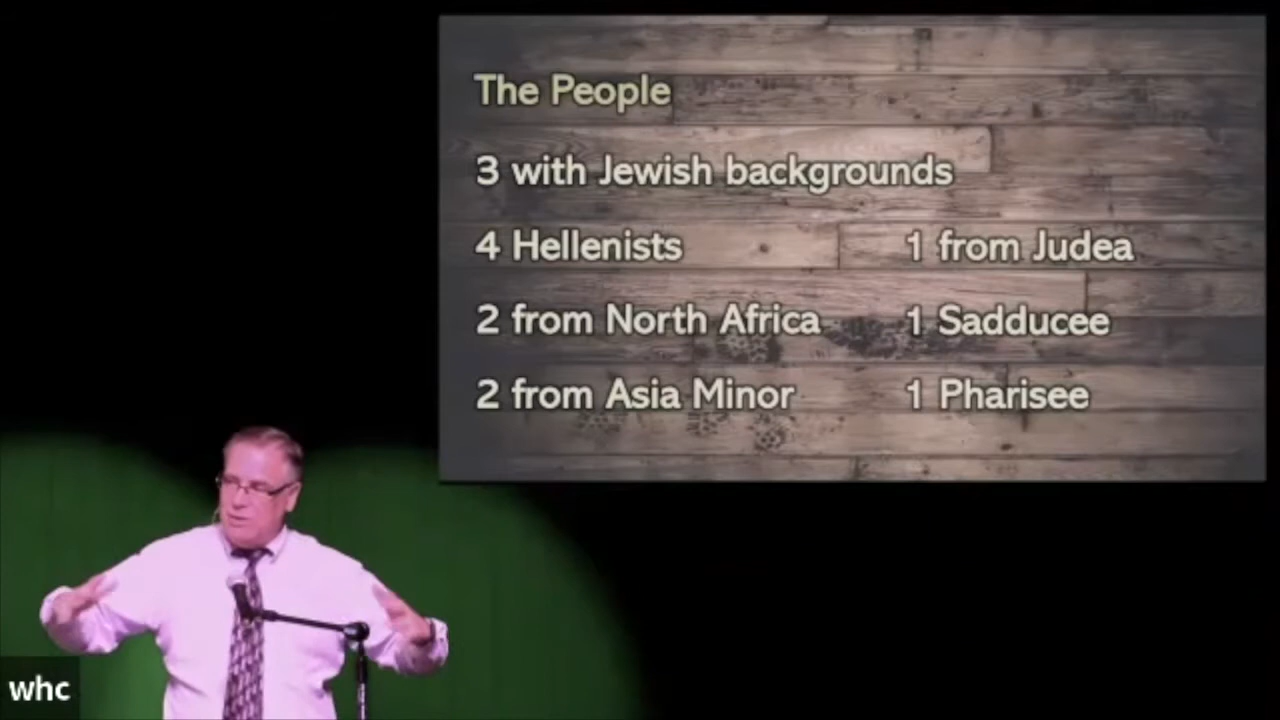 The People
3 with Jewish backgrounds
4 Hellenists
1 from Judea
2 from North Africa
1 Sadducee
2 from Asia Minor
1 Pharisee
whc